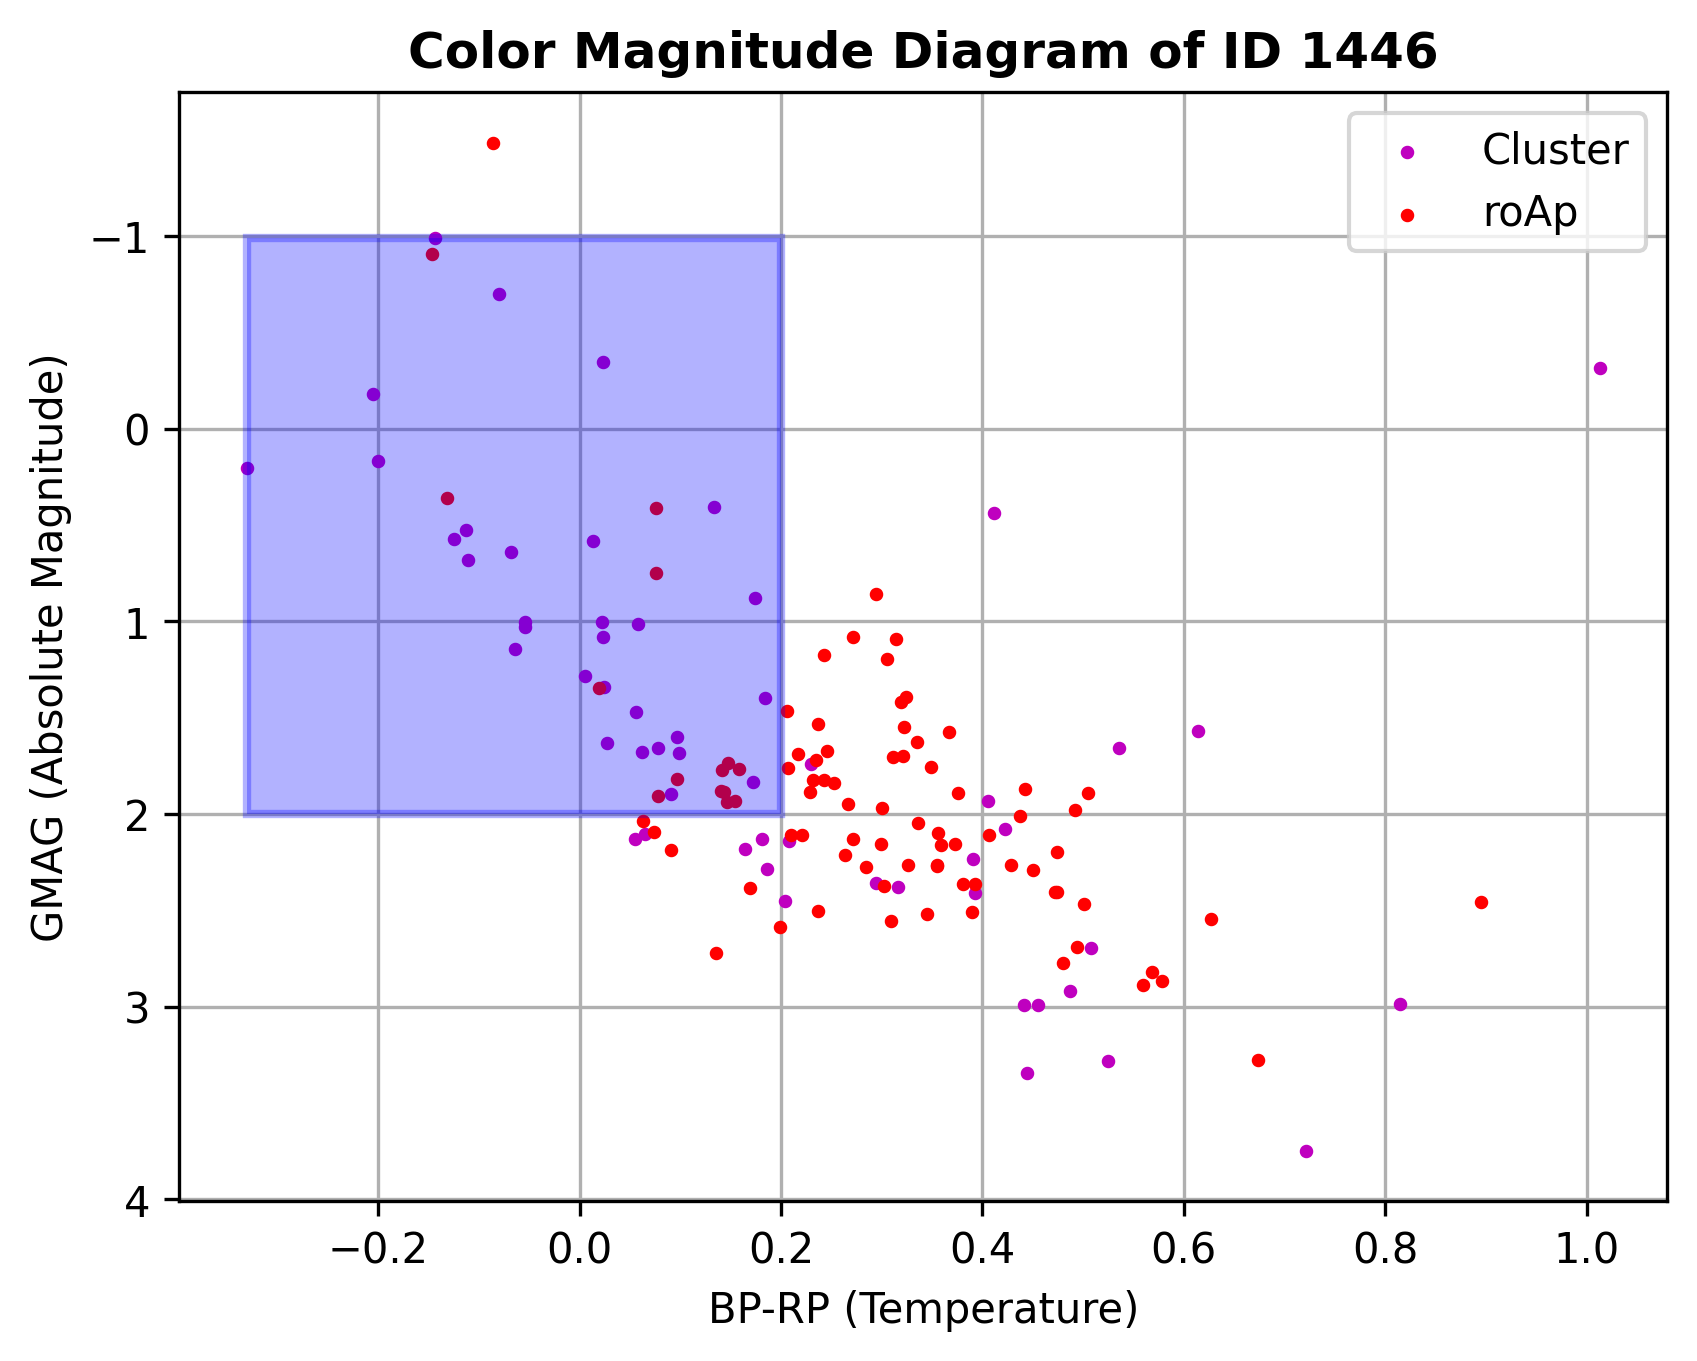 Color Magnitude Diagram of ID 1446
Cluster
roAp
GMAG (Absolute Magnitude)
−1
0
1
2
3
4
−0.2 0.0 0.2 0.4 0.6 0.8 1.0
BP-RP (Temperature)